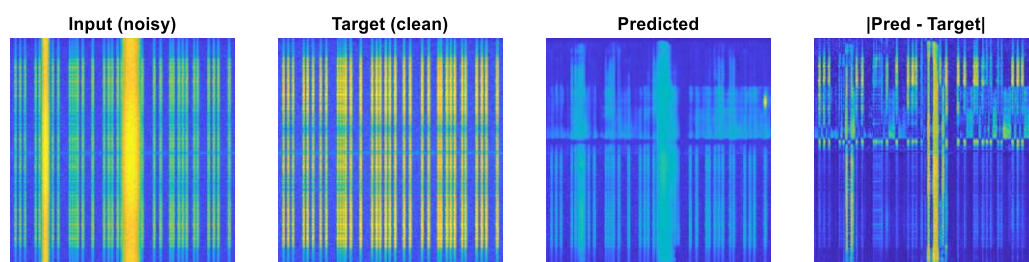 Input (noisy)
Target (clean)
Predicted
|Pred - Target|